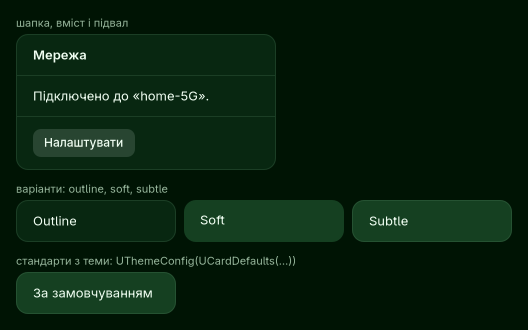 шапка, вміст і підвал
Мережа
Підключено до «home-5G».
Налаштувати
варіанти: outline, soft, subtle
Outline
Soft
Subtle
стандарти з теми: UThemeConfig(UCardDefaults(...))
За замовчуванням